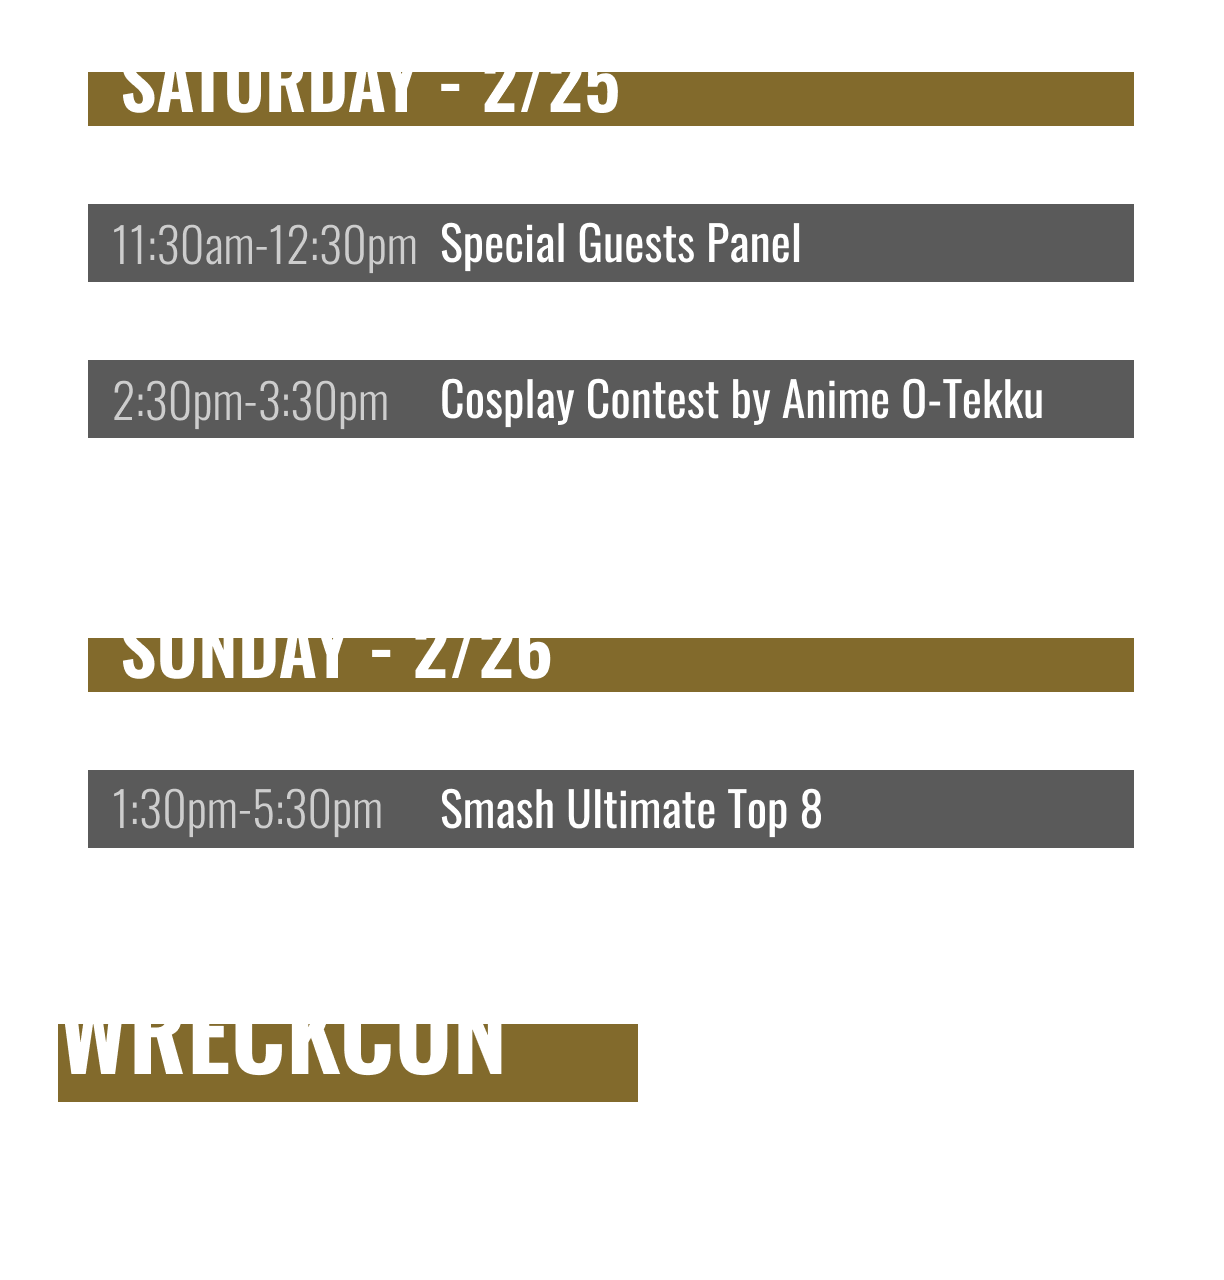 SATURDAY - 2/25
11:30am-12:30pm Special Guests Panel
2:30pm-3:30pm Cosplay Contest by Anime O-Tekku
SUNDAY - 2/26
1:30pm-5:30pm Smash Ultimate Top 8
WRECKCON